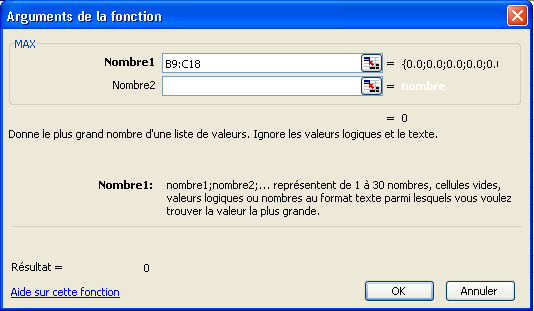 Arguments de la fonction
MAX
Nombre1 B9:C18 = {0.0;0.0;0.0;0.0;0.0;0.(
Nombre2 = nombre
= 0
Donne le plus grand nombre d'une liste de valeurs. Ignore les valeurs logiques et le texte.
Nombre1: nombre1;nombre2;... représentent de 1 à 30 nombres, cellules vides,
valeurs logiques ou nombres au format texte parmi lesquels vous voulez
trouver la valeur la plus grande.
Résultat = 0
Aide sur cette fonction OK Annuler